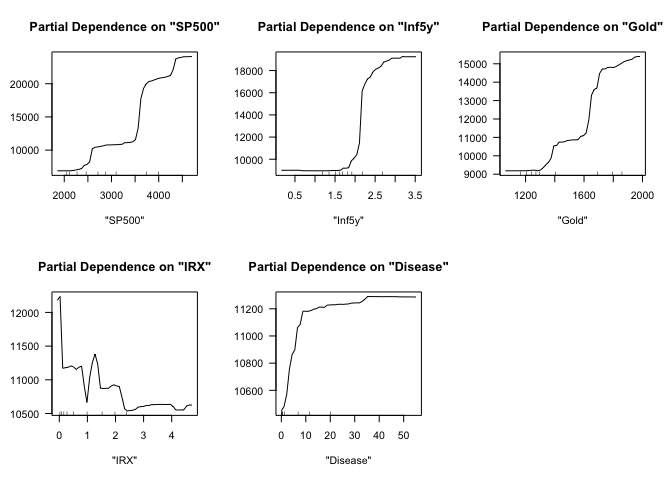 Partial Dependence on "SP500"
20000
10000
2000 3000 4000
"SP500"
Partial Dependence on "Inf5y"
18000
16000
14000
12000
10000
0.5 1.5 2.5 3.5
"Inf5y"
Partial Dependence on "Gold"
15000
14000
13000
12000
11000
10000
9000
1200 1400 1600 1800 2000
"Gold"
Partial Dependence on "IRX"
12000
11500
11000
10500
0 1 2 3 4
"IRX"
Partial Dependence on "Disease"
11200
11000
10800
10600
0 10 20 30 40 50
"Disease"